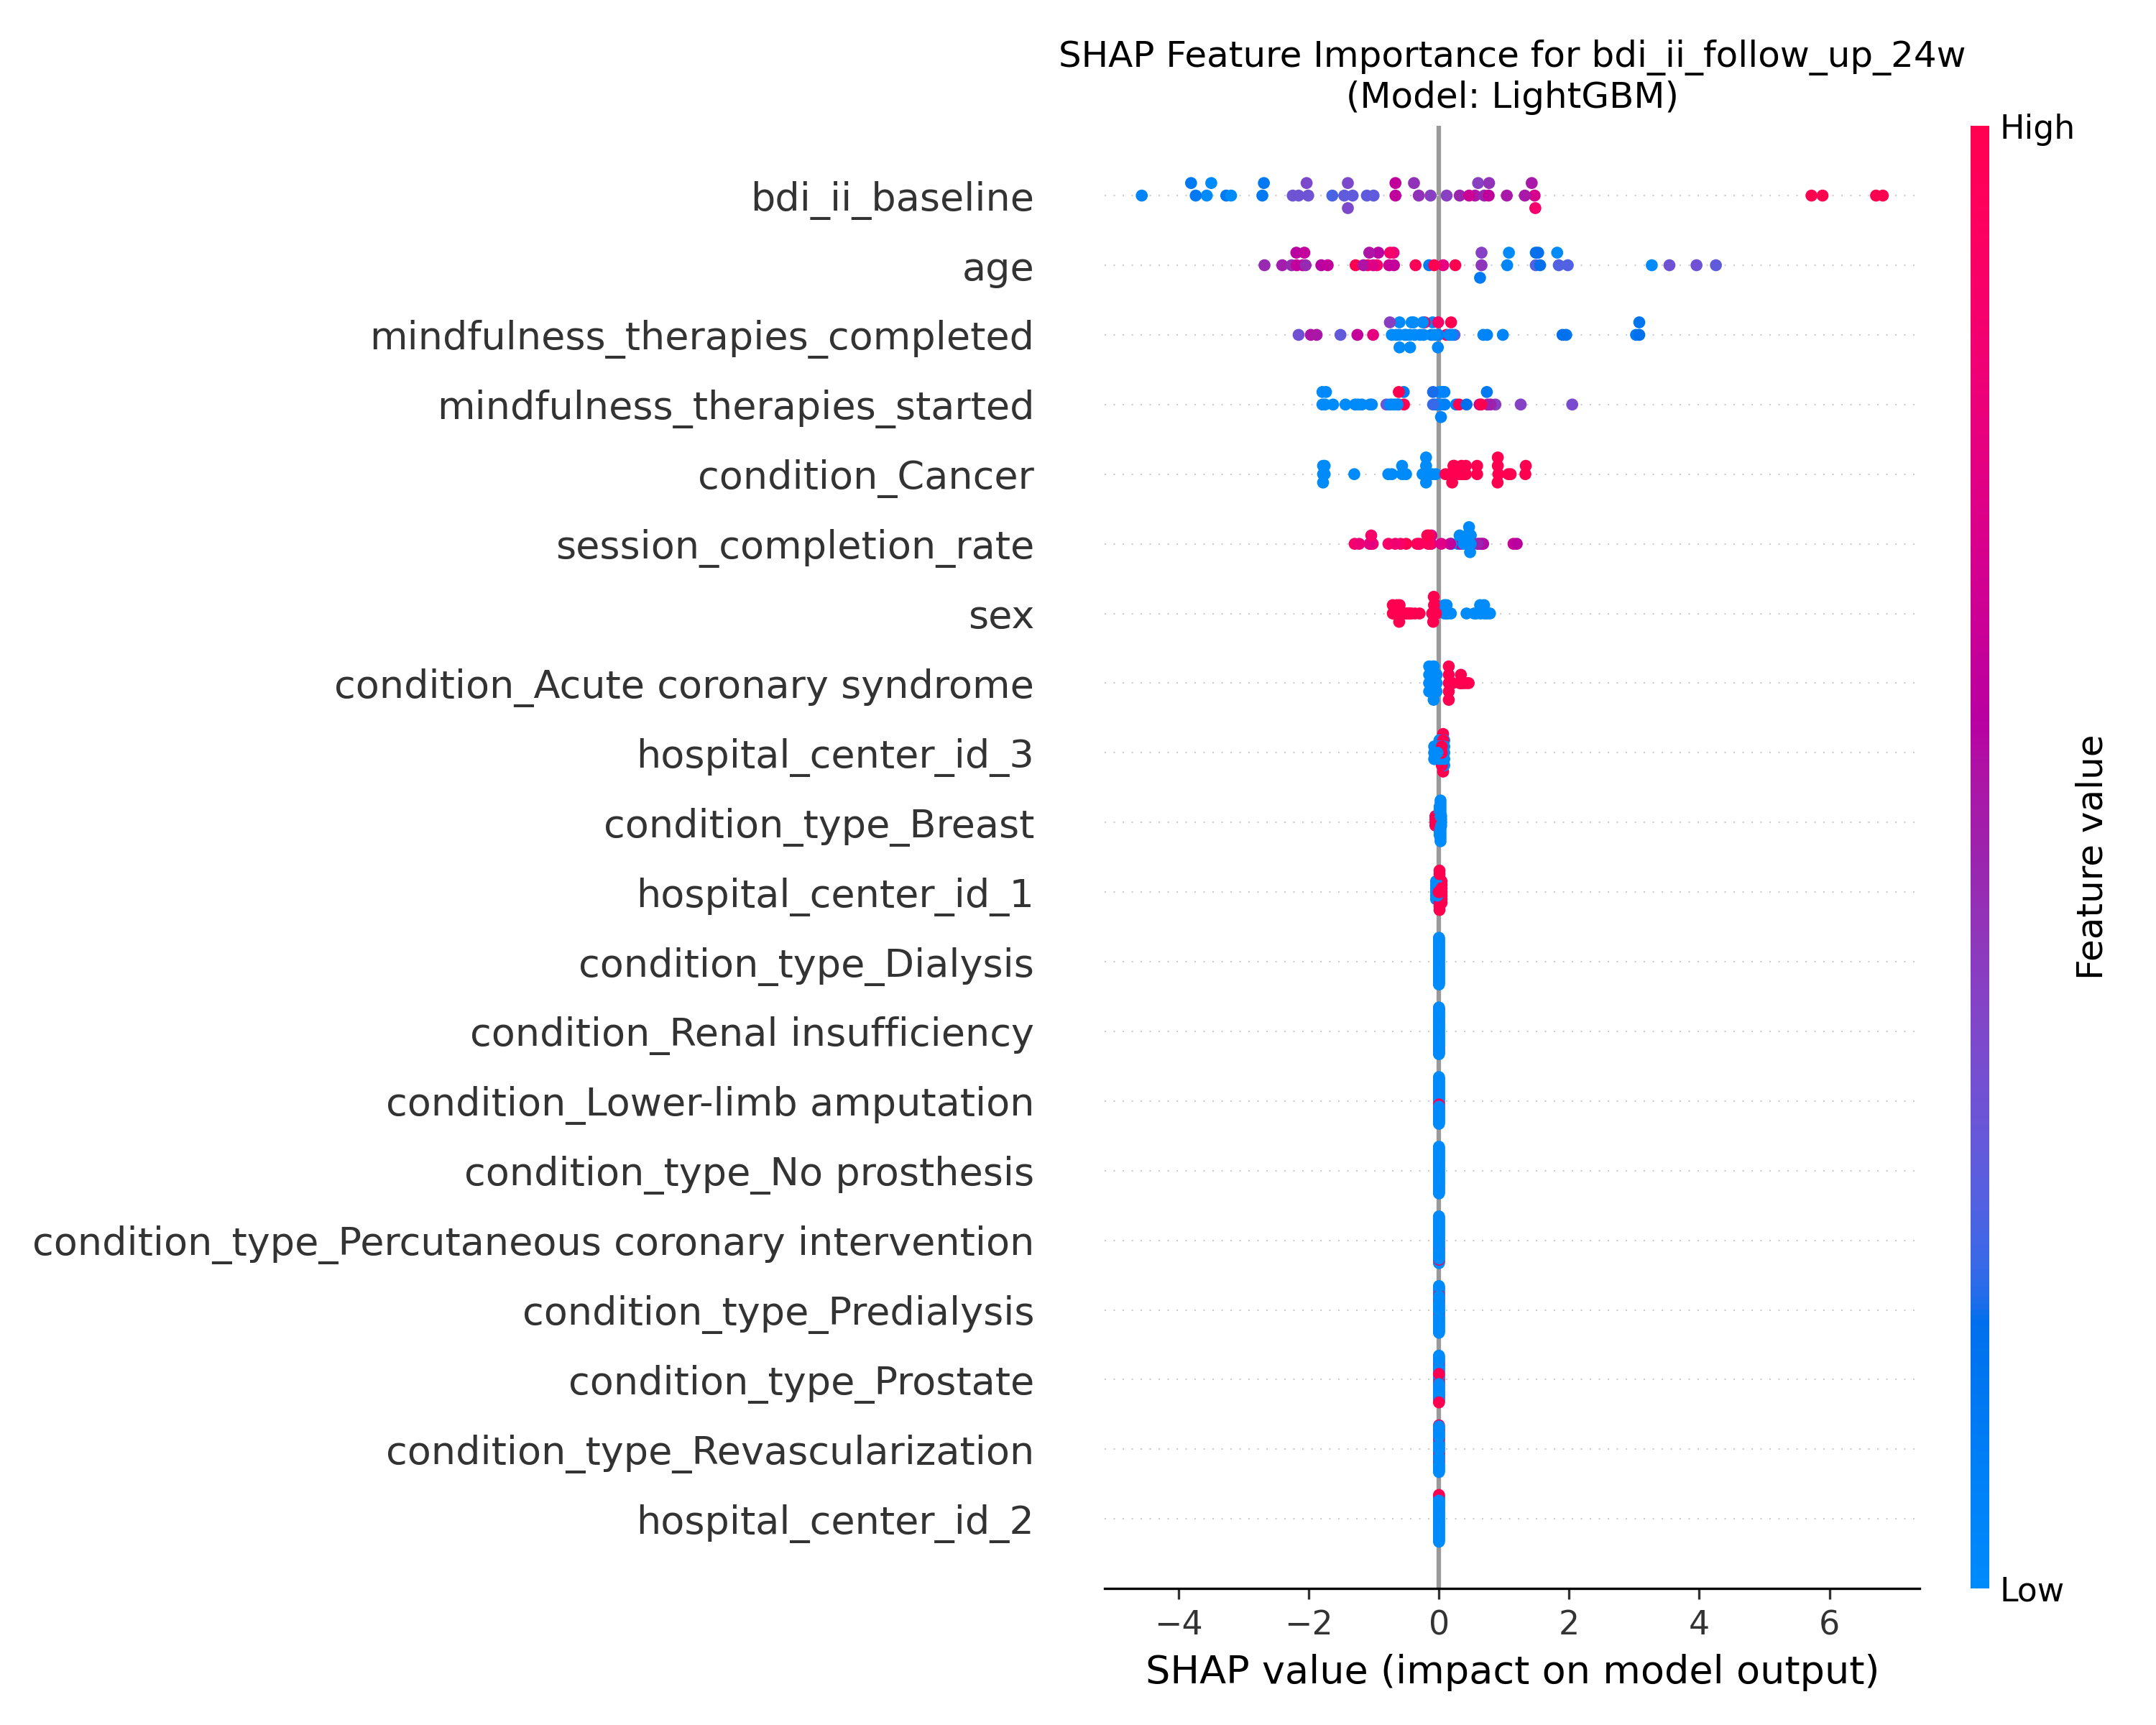 SHAP Feature Importance for bdi_ii_follow_up_24w
(Model: LightGBM)
High
bdi_ii_baseline
age
mindfulness_therapies_completed
mindfulness_therapies_started
condition_Cancer
session_completion_rate
sex
condition_Acute coronary syndrome
hospital_center_id_3
condition_type_Breast
hospital_center_id_1
condition_type_Dialysis
condition_Renal insufficiency
condition_Lower-limb amputation
condition_type_No prosthesis
condition_type_Percutaneous coronary intervention
condition_type_Predialysis
condition_type_Prostate
condition_type_Revascularization
hospital_center_id_2
Feature value
Low
−4 −2 0 2 4 6
SHAP value (impact on model output)